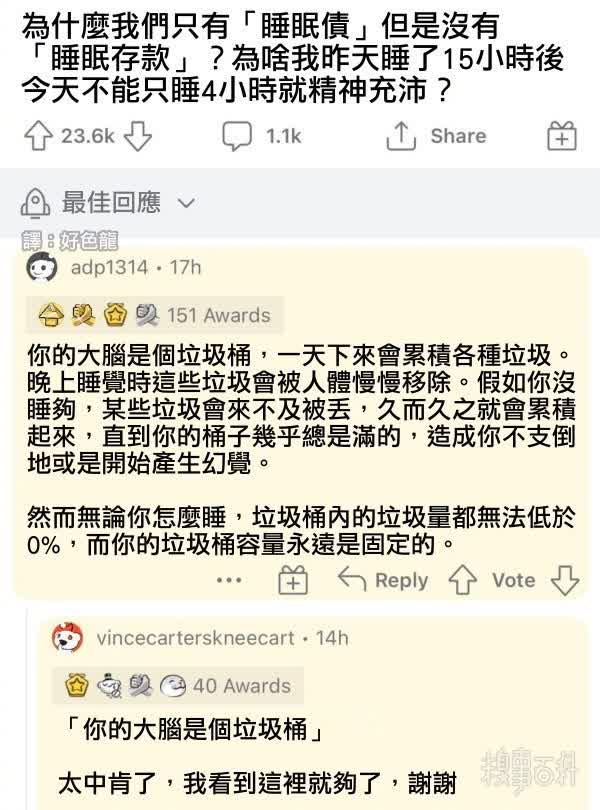 為什麼我們只有「睡眠債」但是沒有
「睡眠存款」？為啥我昨天睡了15小時後
今天不能只睡4小時就精神充沛？
23.6k
1.1k
Share
最佳回應
譯：好色龍
adp1314 • 17h
151 Awards
你的大腦是個垃圾桶，一天下來會累積各種垃圾。
晚上睡覺時這些垃圾會被人體慢慢移除。假如你沒
睡夠，某些垃圾會來不及被丟，久而久之就會累積
起來，直到你的桶子幾乎總是滿的，造成你不支倒
地或是開始產生幻覺。
然而無論你怎麼睡，垃圾桶內的垃圾量都無法低於
0%，而你的垃圾桶容量永遠是固定的。
Reply
Vote
vincecarterskneecart • 14h
40 Awards
「你的大腦是個垃圾桶」
太中肯了，我看到這裡就夠了，謝謝
糗事百科